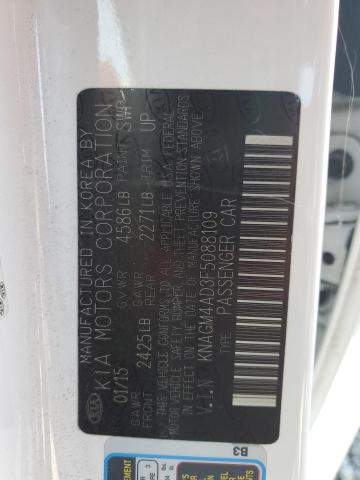 MANUFACTURED IN KOREA BY
KIA MOTORS CORPORATION
01/15 GVWR 4586LB PAINT SWP
GAWR FRONT 2425LB GAWR REAR 2271LB TRIM UP
THIS VEHICLE CONFORMS TO ALL APPLICABLE U.S.A. FEDERAL
MOTOR VEHICLE SAFETY, BUMPER AND THEFT PREVENTION STANDARDS
IN EFFECT ON THE DATE OF MANUFACTURE SHOWN ABOVE.
V.I.N. KNAGM4AD3F5088109
TYPE PASSENGER CAR
B3
KIA